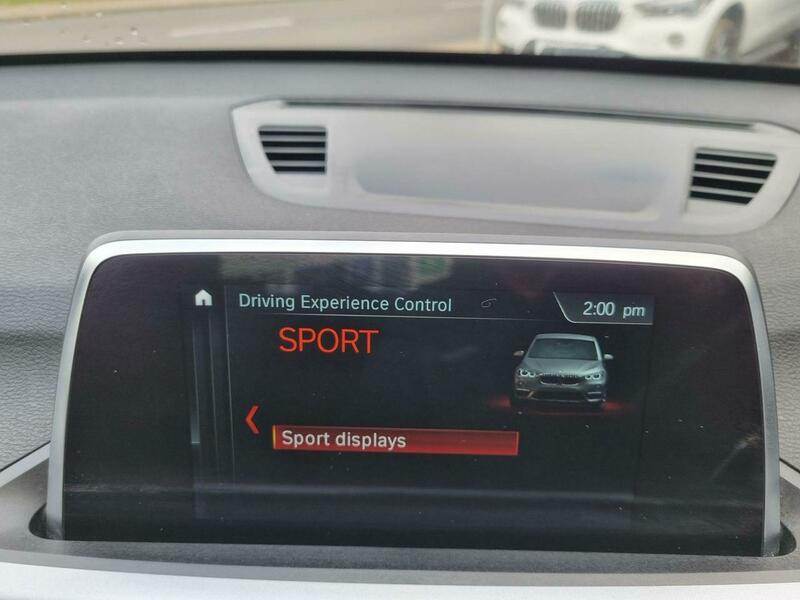 Driving Experience Control
2:00 pm
SPORT
Sport displays